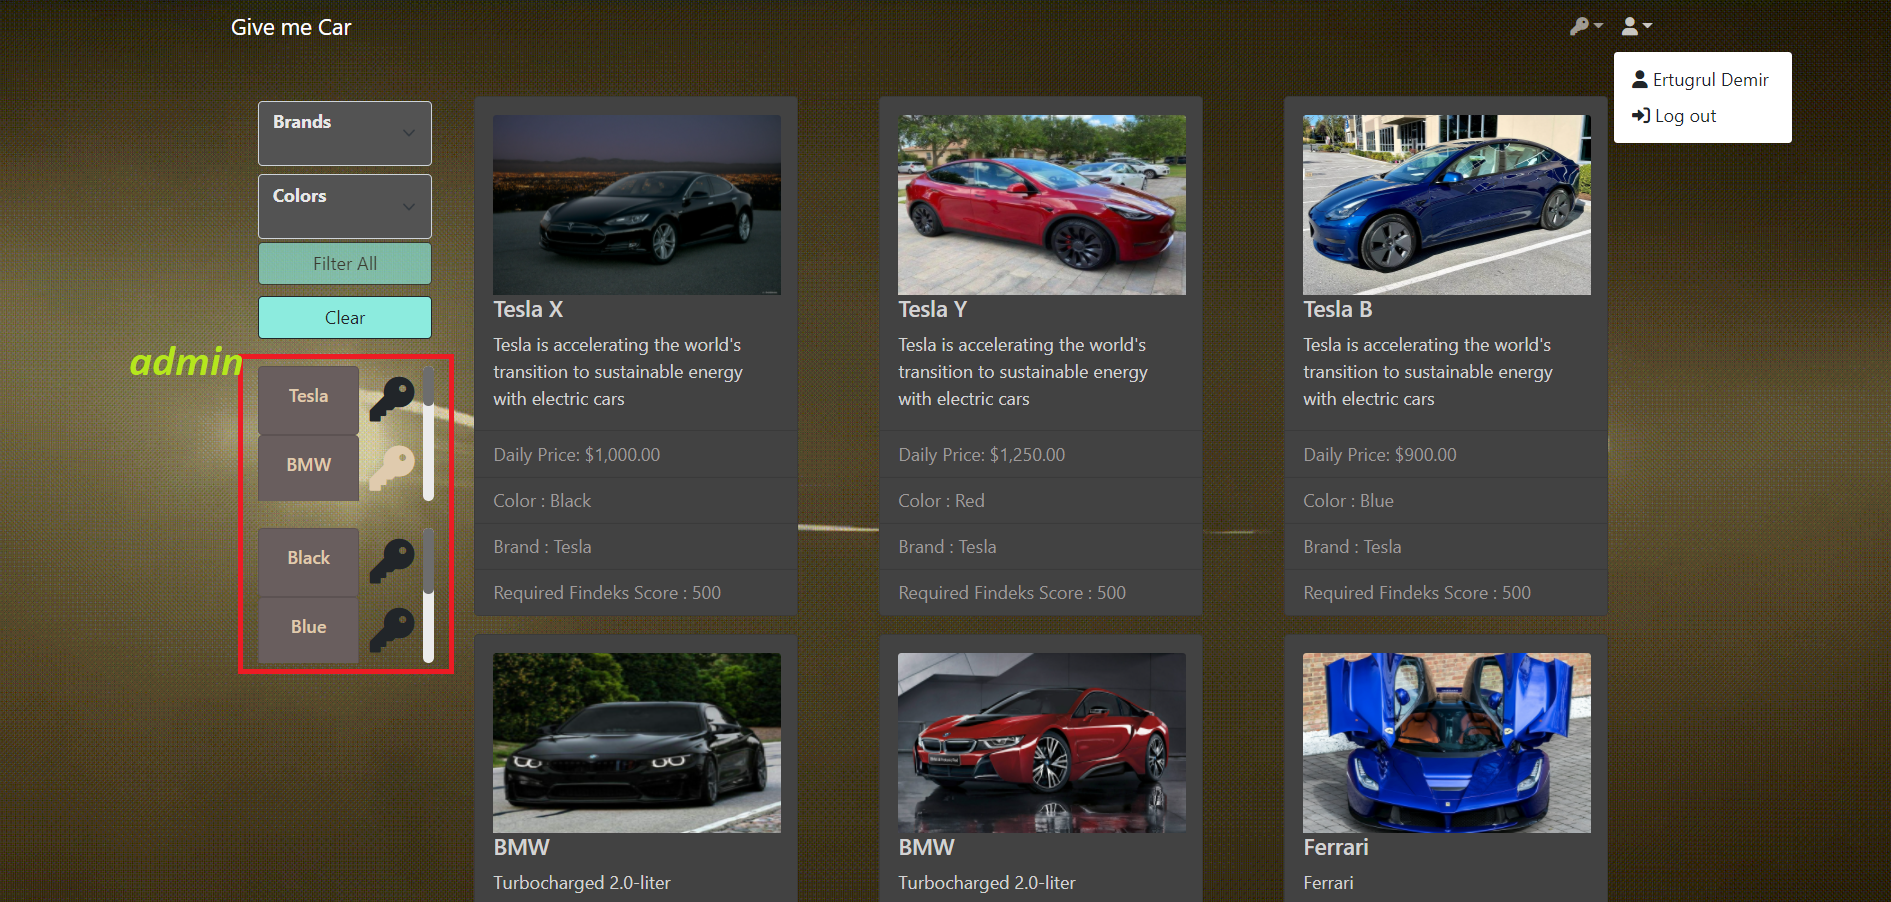 Give me Car
Ertugrul Demir
Log out
Brands
Colors
Filter All
Clear
admin
Tesla
BMW
Black
Blue
Tesla X
Tesla is accelerating the world's
transition to sustainable energy
with electric cars
Daily Price: $1,000.00
Color : Black
Brand : Tesla
Required Findeks Score : 500
Tesla Y
Tesla is accelerating the world's
transition to sustainable energy
with electric cars
Daily Price: $1,250.00
Color : Red
Brand : Tesla
Required Findeks Score : 500
Tesla B
Tesla is accelerating the world's
transition to sustainable energy
with electric cars
Daily Price: $900.00
Color : Blue
Brand : Tesla
Required Findeks Score : 500
BMW
Turbocharged 2.0-liter
BMW
Turbocharged 2.0-liter
Ferrari
Ferrari